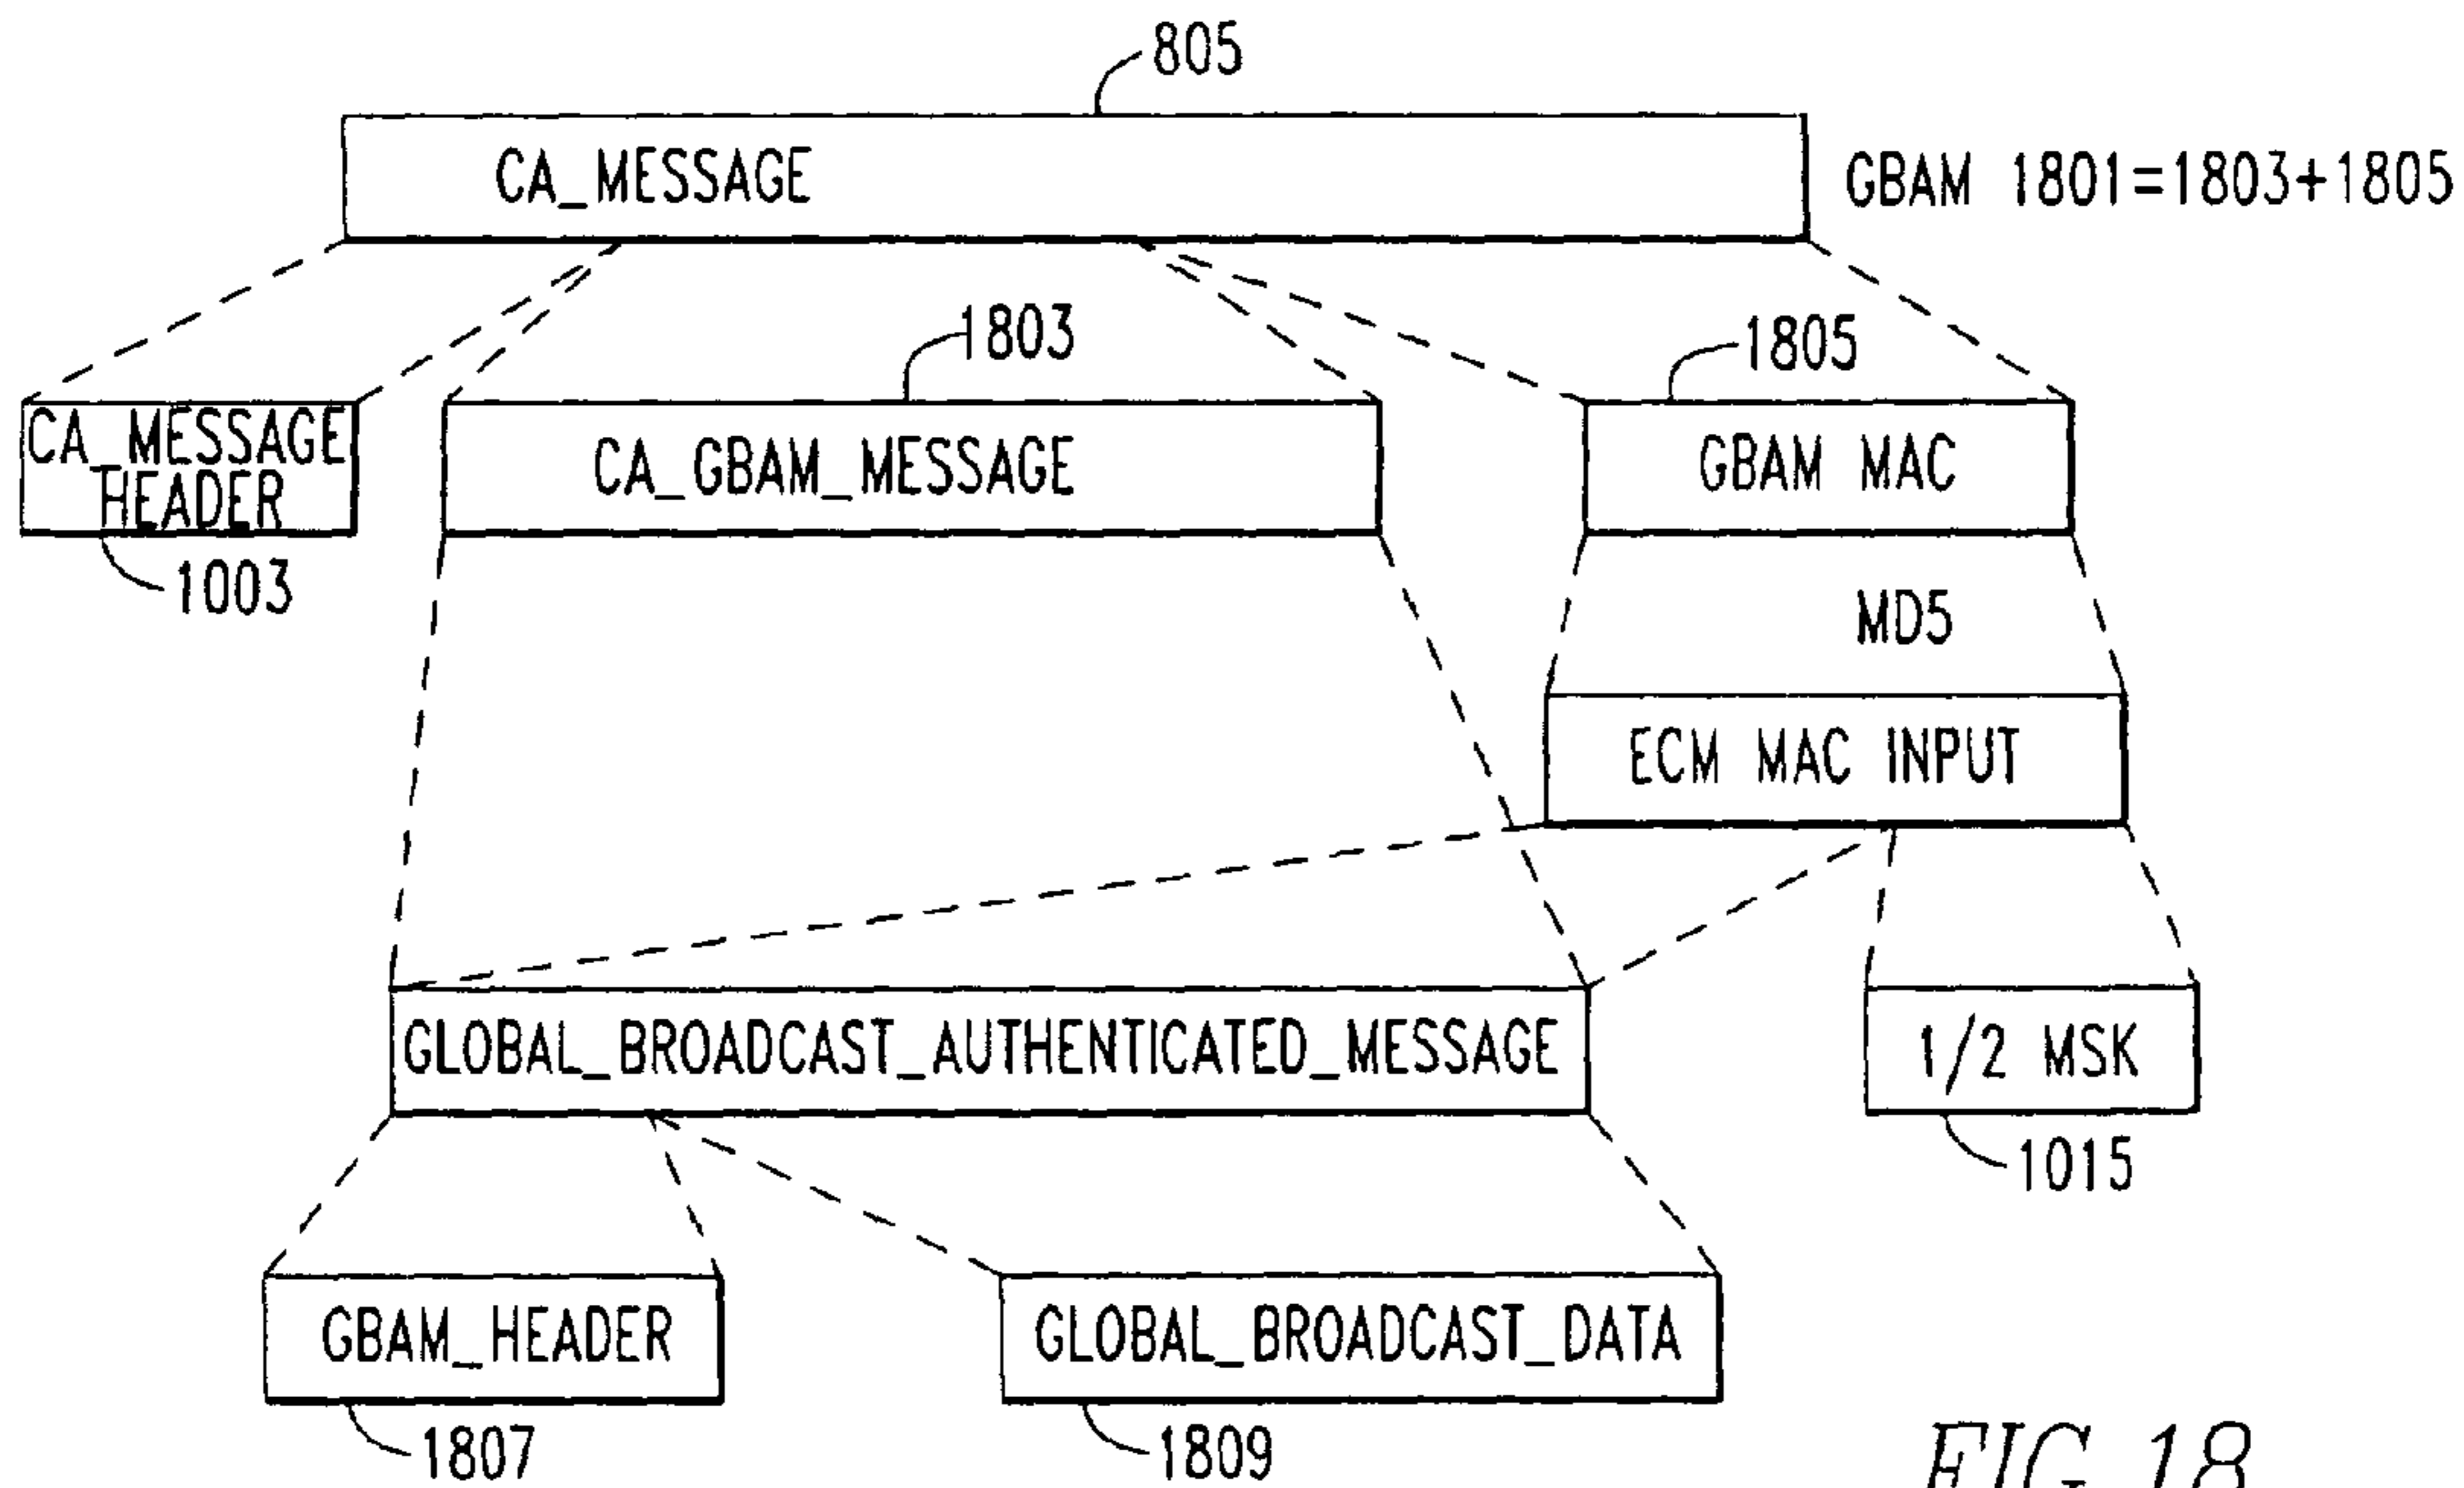 805
CA_MESSAGE
GBAM 1801=1803+1805
1803
1805
CA_MESSAGE
HEADER
CA_GBAM_MESSAGE
GBAM MAC
1003
MD5
ECM MAC INPUT
GLOBAL_BROADCAST_AUTHENTICATED_MESSAGE
1/2 MSK
1015
GBAM_HEADER
GLOBAL_BROADCAST_DATA
1807
1809
FIG. 18